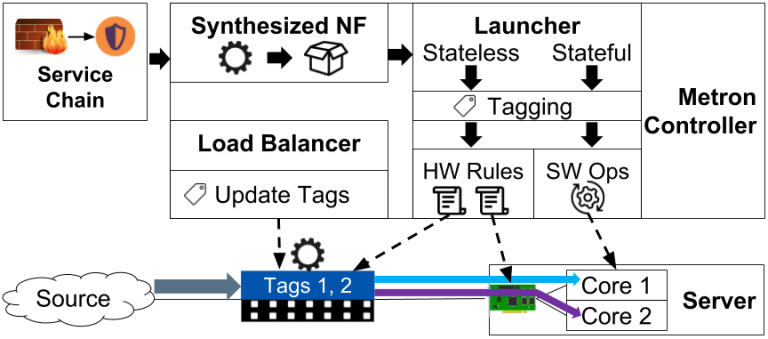 Service
Chain
Synthesized NF
Launcher
Stateless
Stateful
Tagging
Metron
Controller
Load Balancer
Update Tags
HW Rules
SW Ops
Source
Tags 1, 2
Core 1
Core 2
Server